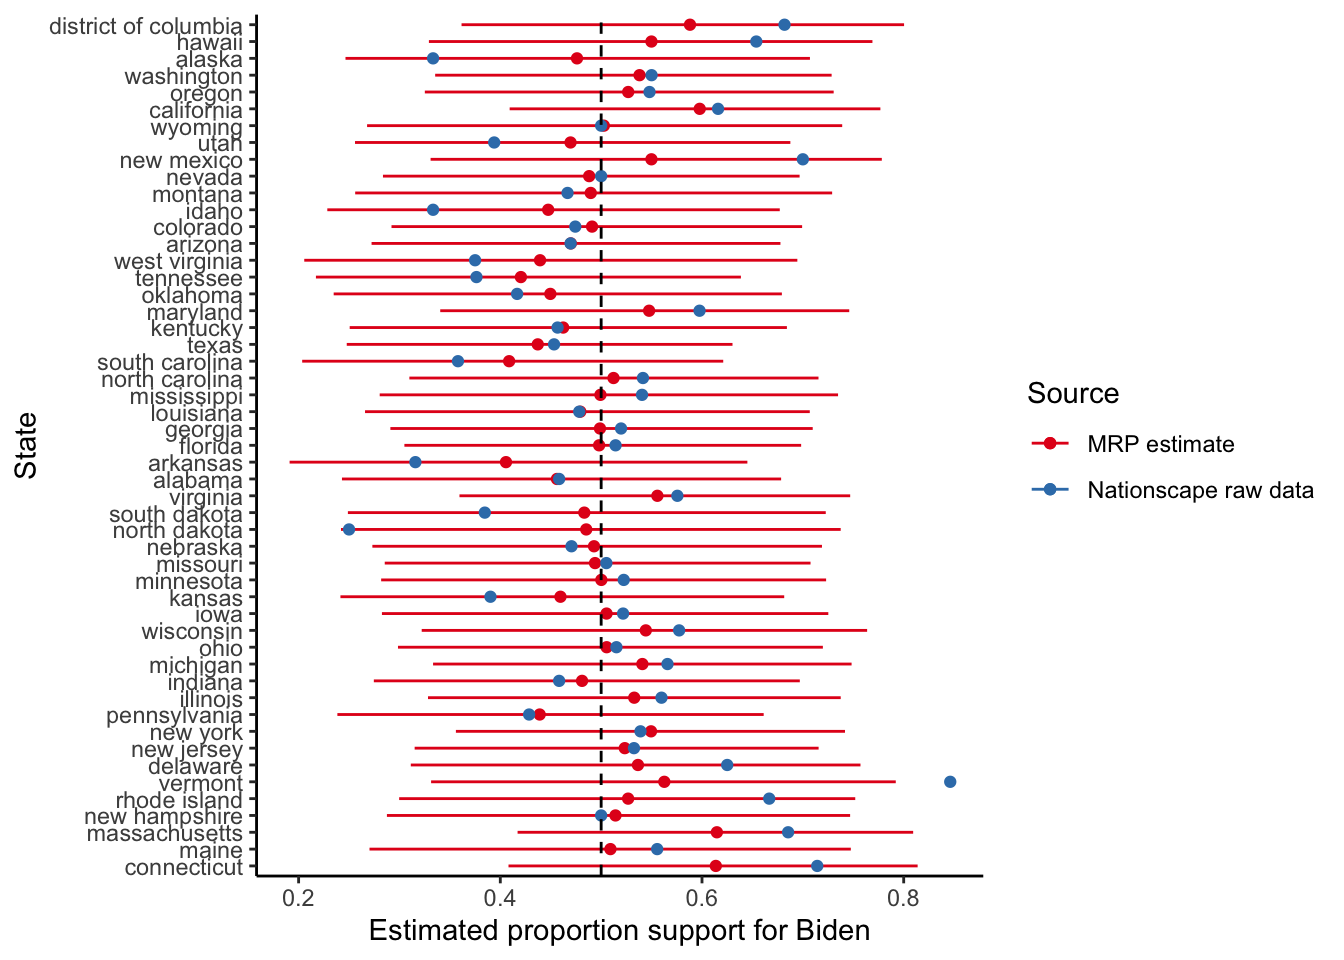 district of columbia
hawaii
alaska
washington
oregon
california
wyoming
utah
new mexico
nevada
montana
idaho
colorado
arizona
west virginia
tennessee
oklahoma
maryland
kentucky
texas
south carolina
north carolina
mississippi
louisiana
georgia
florida
arkansas
alabama
virginia
south dakota
north dakota
nebraska
missouri
minnesota
kansas
iowa
wisconsin
ohio
michigan
indiana
illinois
pennsylvania
new york
new jersey
delaware
vermont
rhode island
new hampshire
massachusetts
maine
connecticut
State
0.2 0.4 0.6 0.8
Estimated proportion support for Biden
Source
MRP estimate
Nationscape raw data